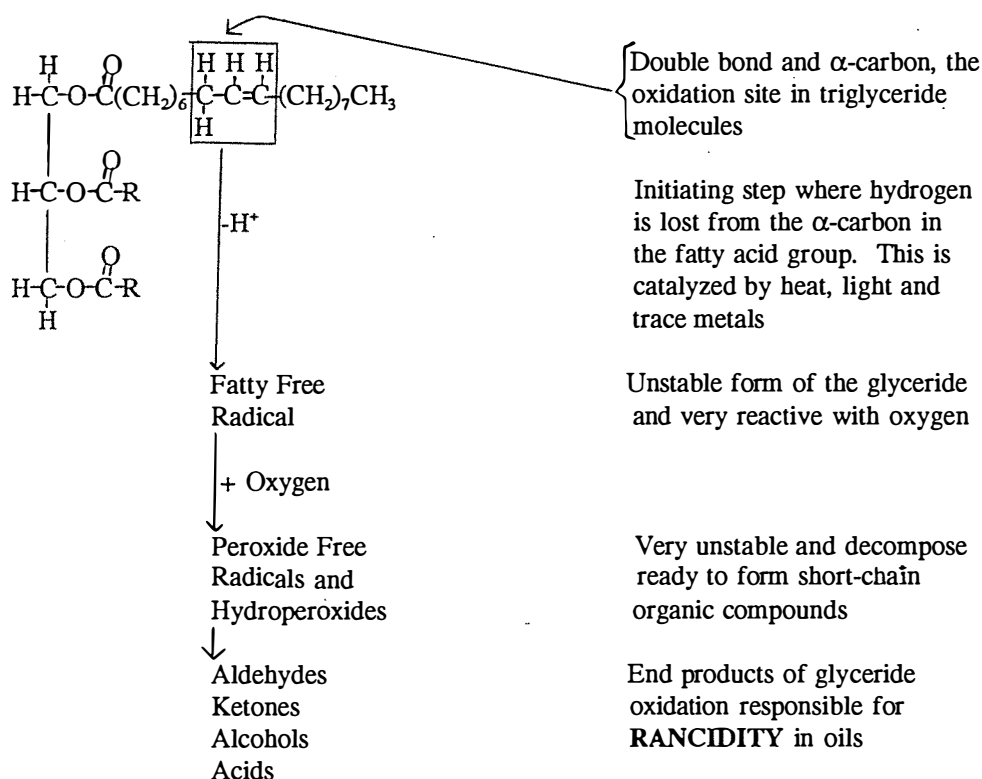 H O H H H
H-C-O-C(CH₂)₆-C-C=C-(CH₂)₇CH₃
H
Double bond and α-carbon, the
oxidation site in triglyceride
molecules
O
H-C-O-C-R
O
H-C-O-C-R
H
-H⁺
Initiating step where hydrogen
is lost from the α-carbon in
the fatty acid group. This is
catalyzed by heat, light and
trace metals
Fatty Free
Radical
Unstable form of the glyceride
and very reactive with oxygen
+ Oxygen
Peroxide Free
Radicals and
Hydroperoxides
Very unstable and decompose
ready to form short-chain
organic compounds
Aldehydes
Ketones
Alcohols
Acids
End products of glyceride
oxidation responsible for
RANCIDITY in oils